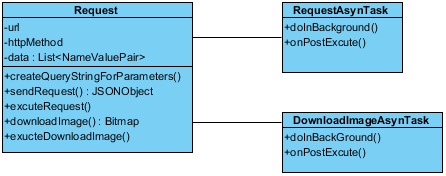 Request
-url
-httpMethod
-data : List<NameValuePair>
+createQueryStringForParameters()
+sendRequest() : JSONObject
+excuteRequest()
+downloadImage() : Bitmap
+exucteDownloadImage()
RequestAsynTask
+doInBackground()
+onPostExcute()
DownloadImageAsynTask
+doInBackGround()
+onPostExcute()